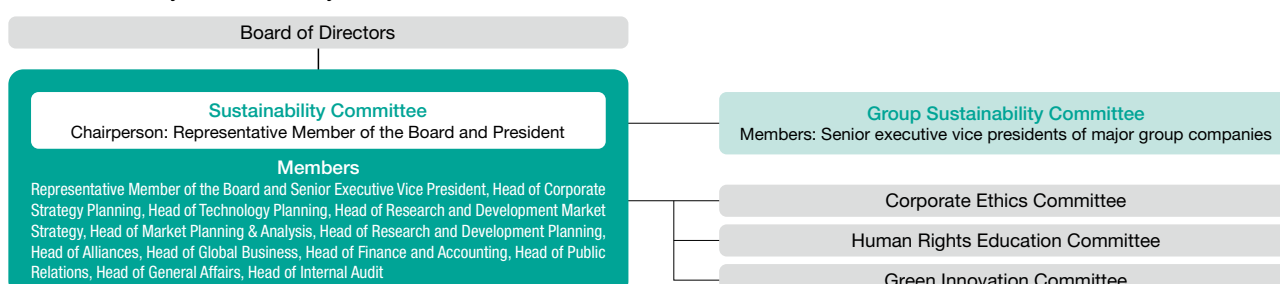 Board of Directors
Sustainability Committee
Chairperson: Representative Member of the Board and President
Members
Representative Member of the Board and Senior Executive Vice President, Head of Corporate
Strategy Planning, Head of Technology Planning, Head of Research and Development Market
Strategy, Head of Market Planning & Analysis, Head of Research and Development Planning,
Head of Alliances, Head of Global Business, Head of Finance and Accounting, Head of Public
Relations, Head of General Affairs, Head of Internal Audit
Group Sustainability Committee
Members: Senior executive vice presidents of major group companies
Corporate Ethics Committee
Human Rights Education Committee
Green Innovation Committee